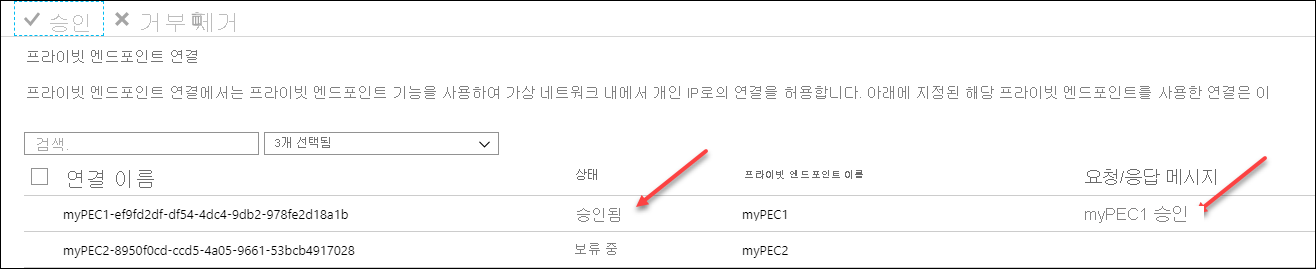 승인 거부 제거
프라이빗 엔드포인트 연결
프라이빗 엔드포인트 연결에서는 프라이빗 엔드포인트 기능을 사용하여 가상 네트워크 내에서 개인 IP로의 연결을 허용합니다. 아래에 지정된 해당 프라이빗 엔드포인트를 사용한 연결은 이
검색. 3개 선택됨
연결 이름 상태 프라이빗 엔드포인트 이름 요청/응답 메시지
myPEC1-ef9fd2df-df54-4dc4-9db2-978fe2d18a1b 승인됨 myPEC1 myPEC1 승인
myPEC2-8950f0cd-ccd5-4a05-9661-53bcb4917028 보류 중 myPEC2